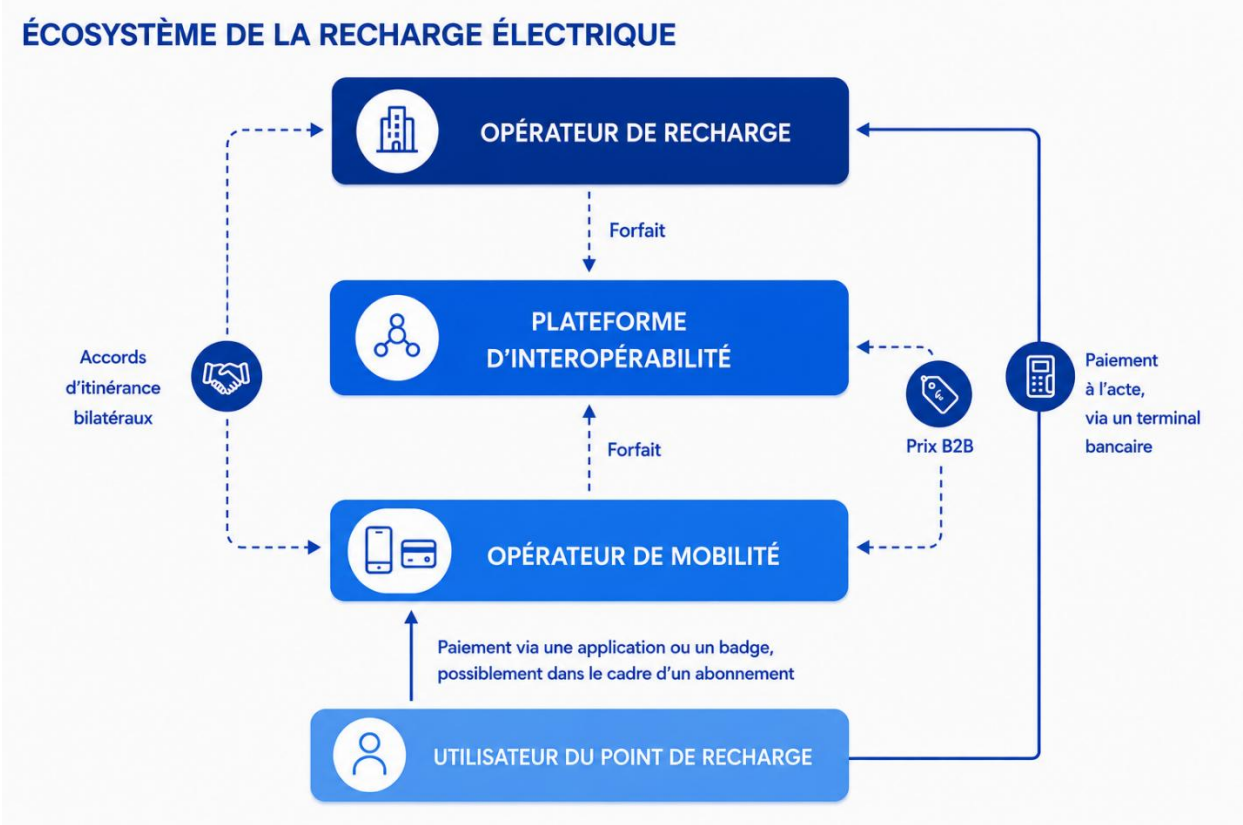 ÉCOSYSTÈME DE LA RECHARGE ÉLECTRIQUE
OPÉRATEUR DE RECHARGE
Forfait
PLATEFORME
D’INTEROPÉRABILITÉ
Accords
d’itinérance
bilatéraux
Prix B2B
Paiement
à l’acte,
via un terminal
bancaire
Forfait
OPÉRATEUR DE MOBILITÉ
Paiement via une application ou un badge,
possiblement dans le cadre d’un abonnement
UTILISATEUR DU POINT DE RECHARGE